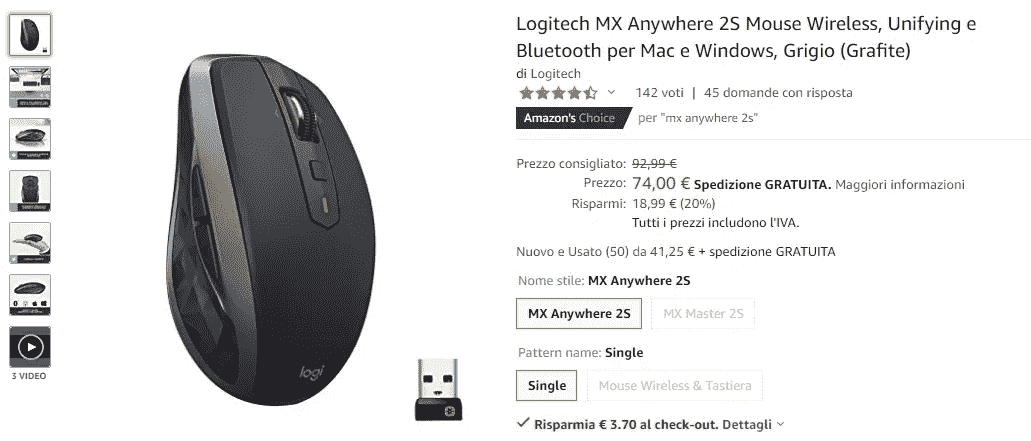 Logitech MX Anywhere 2S Mouse Wireless, Unifying e
Bluetooth per Mac e Windows, Grigio (Grafite)
di Logitech
142 voti | 45 domande con risposta
Amazon's Choice per "mx anywhere 2s"
Prezzo consigliato: 92,99 €
Prezzo: 74,00 € Spedizione GRATUITA. Maggiori informazioni
Risparmi: 18,99 € (20%)
Tutti i prezzi includono l'IVA.
Nuovo e Usato (50) da 41,25 € + spedizione GRATUITA
Nome stile: MX Anywhere 2S
MX Anywhere 2S MX Master 2S
Pattern name: Single
Single Mouse Wireless & Tastiera
Risparmia € 3.70 al check-out. Dettagli
logi
3 VIDEO